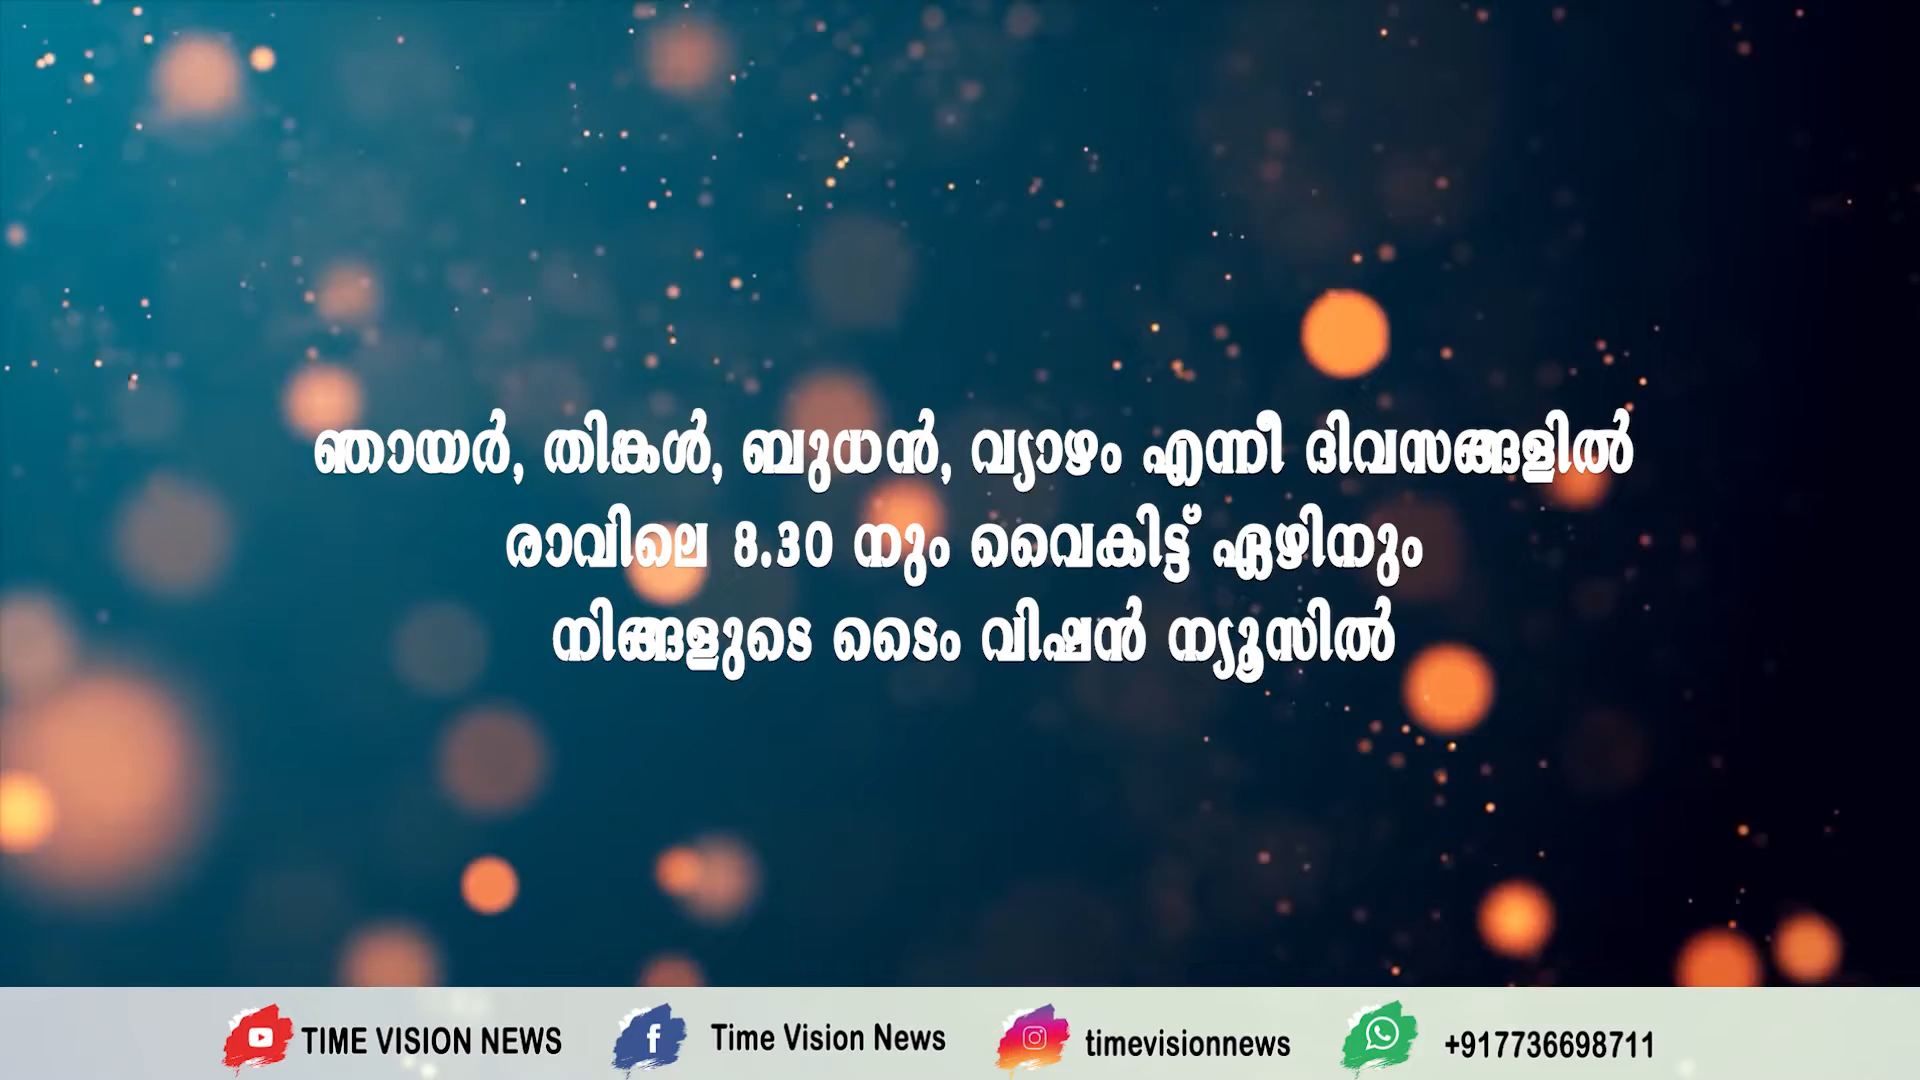 ഞായർ, തിങ്കൾ, ബുധൻ, വ്യാഴം എന്നീ ദിവസങ്ങളിൽ
രാവിലെ 8.30 നും വൈകിട്ട് ഏഴിനും
നിങ്ങളുടെ ടൈം വിഷൻ ന്യൂസിൽ
TIME VISION NEWS
Time Vision News
timevisionnews
+917736698711